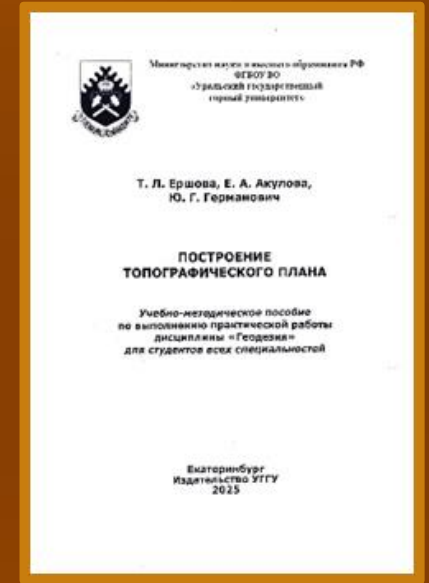 Министерство науки и высшего образования РФ
ФГБОУ ВО
«Уральский государственный
горный университет»
Т. Л. Ершова, Е. А. Акулова,
Ю. Г. Германович
ПОСТРОЕНИЕ
ТОПОГРАФИЧЕСКОГО ПЛАНА
Учебно-методическое пособие
по выполнению практической работы
дисциплины «Геодезия»
для студентов всех специальностей
Екатеринбург
Издательство УГГУ
2025